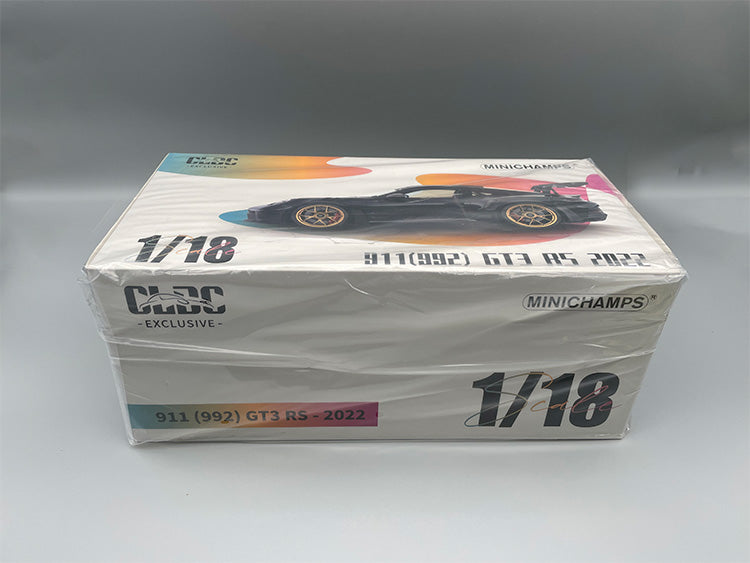 CLDC
EXCLUSIVE
MINICHAMPS
1/18
911(992) GT3 RS 2022
CLDC
- EXCLUSIVE -
MINICHAMPS®
1/18
Scale
911 (992) GT3 RS - 2022